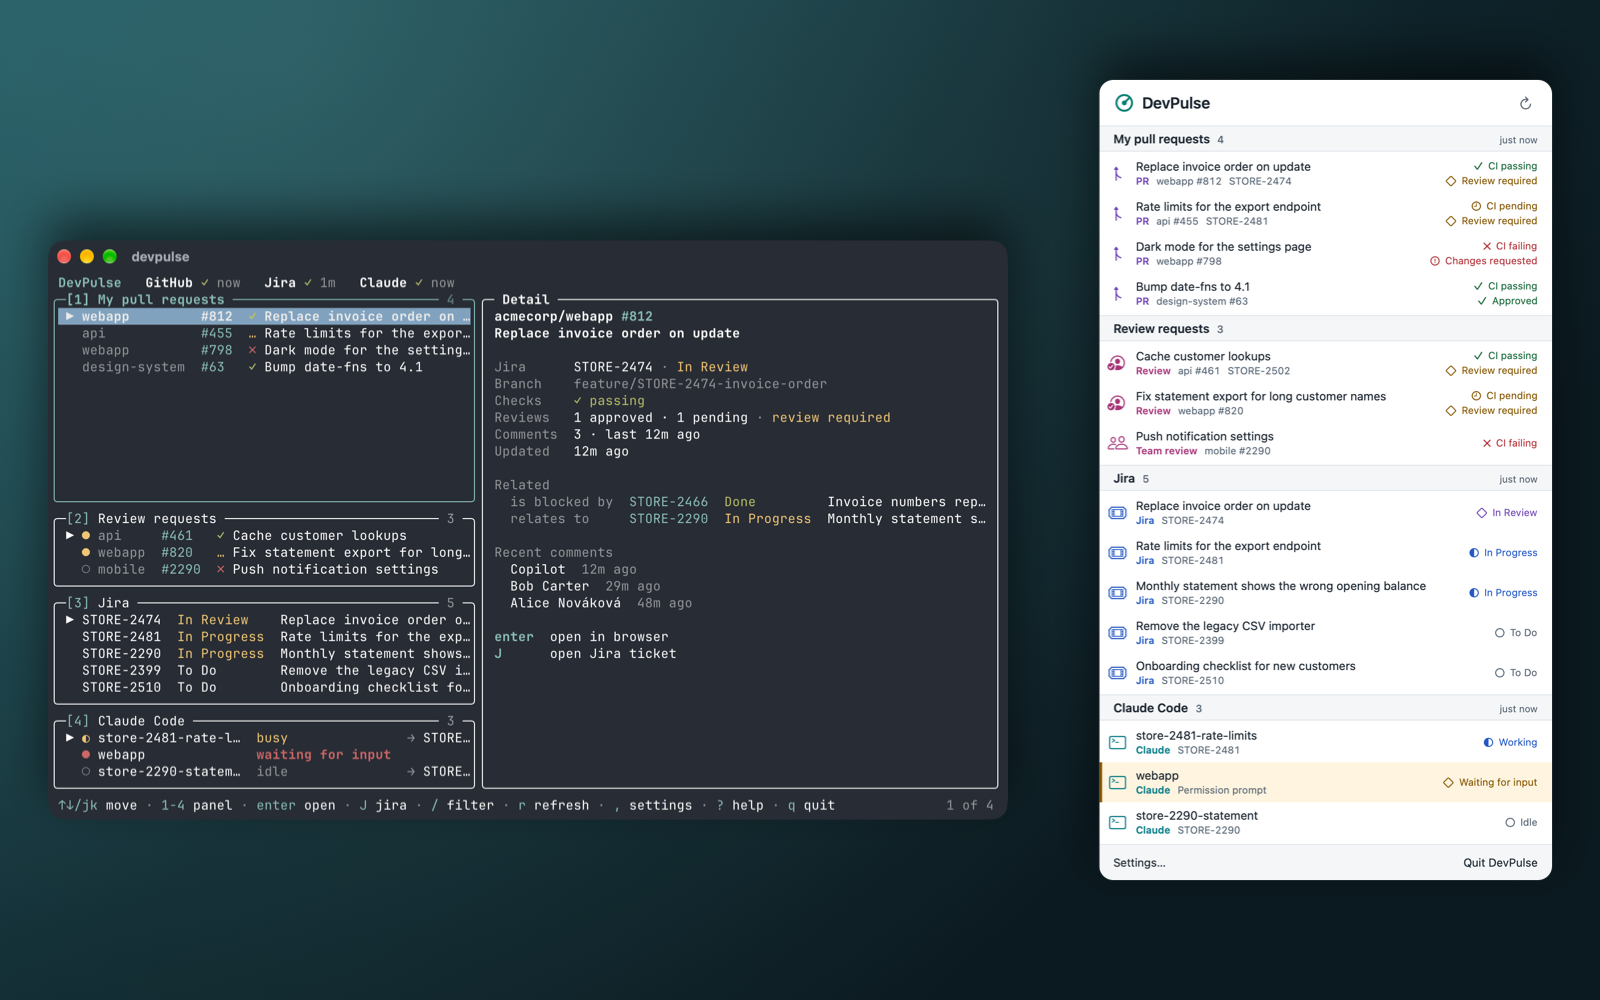 devpulse
DevPulse GitHub ✓ now Jira ✓ 1m Claude ✓ now
[1] My pull requests 4
▶ webapp #812 ✓ Replace invoice order on …
api #455 … Rate limits for the expor…
webapp #798 ✕ Dark mode for the setting…
design-system #63 ✓ Bump date-fns to 4.1
[2] Review requests 3
▶ ● api #461 ✓ Cache customer lookups
● webapp #820 … Fix statement export for long…
○ mobile #2290 ✕ Push notification settings
[3] Jira 5
▶ STORE-2474 In Review Replace invoice order o…
STORE-2481 In Progress Rate limits for the exp…
STORE-2290 In Progress Monthly statement shows…
STORE-2399 To Do Remove the legacy CSV i…
STORE-2510 To Do Onboarding checklist fo…
[4] Claude Code 3
▶ ◐ store-2481-rate-l… busy → STORE…
● webapp waiting for input
○ store-2290-statem… idle → STORE…
Detail
acmecorp/webapp #812
Replace invoice order on update
Jira STORE-2474 · In Review
Branch feature/STORE-2474-invoice-order
Checks ✓ passing
Reviews 1 approved · 1 pending · review required
Comments 3 · last 12m ago
Updated 12m ago
Related
is blocked by STORE-2466 Done Invoice numbers rep…
relates to STORE-2290 In Progress Monthly statement s…
Recent comments
Copilot 12m ago
Bob Carter 29m ago
Alice Nováková 48m ago
enter open in browser
J open Jira ticket
↑↓/jk move · 1-4 panel · enter open · J jira · / filter · r refresh · , settings · ? help · q quit 1 of 4
DevPulse
My pull requests 4 just now
Replace invoice order on update ✓ CI passing
PR webapp #812 STORE-2474 ◇ Review required
Rate limits for the export endpoint CI pending
PR api #455 STORE-2481 ◇ Review required
Dark mode for the settings page ✕ CI failing
PR webapp #798 Changes requested
Bump date-fns to 4.1 ✓ CI passing
PR design-system #63 ✓ Approved
Review requests 3
Cache customer lookups ✓ CI passing
Review api #461 STORE-2502 ◇ Review required
Fix statement export for long customer names CI pending
Review webapp #820 ◇ Review required
Push notification settings ✕ CI failing
Team review mobile #2290
Jira 5 just now
Replace invoice order on update ◇ In Review
Jira STORE-2474
Rate limits for the export endpoint ◐ In Progress
Jira STORE-2481
Monthly statement shows the wrong opening balance ◐ In Progress
Jira STORE-2290
Remove the legacy CSV importer ○ To Do
Jira STORE-2399
Onboarding checklist for new customers ○ To Do
Jira STORE-2510
Claude Code 3 just now
store-2481-rate-limits ◐ Working
Claude STORE-2481
webapp ◇ Waiting for input
Claude Permission prompt
store-2290-statement ○ Idle
Claude STORE-2290
Settings... Quit DevPulse